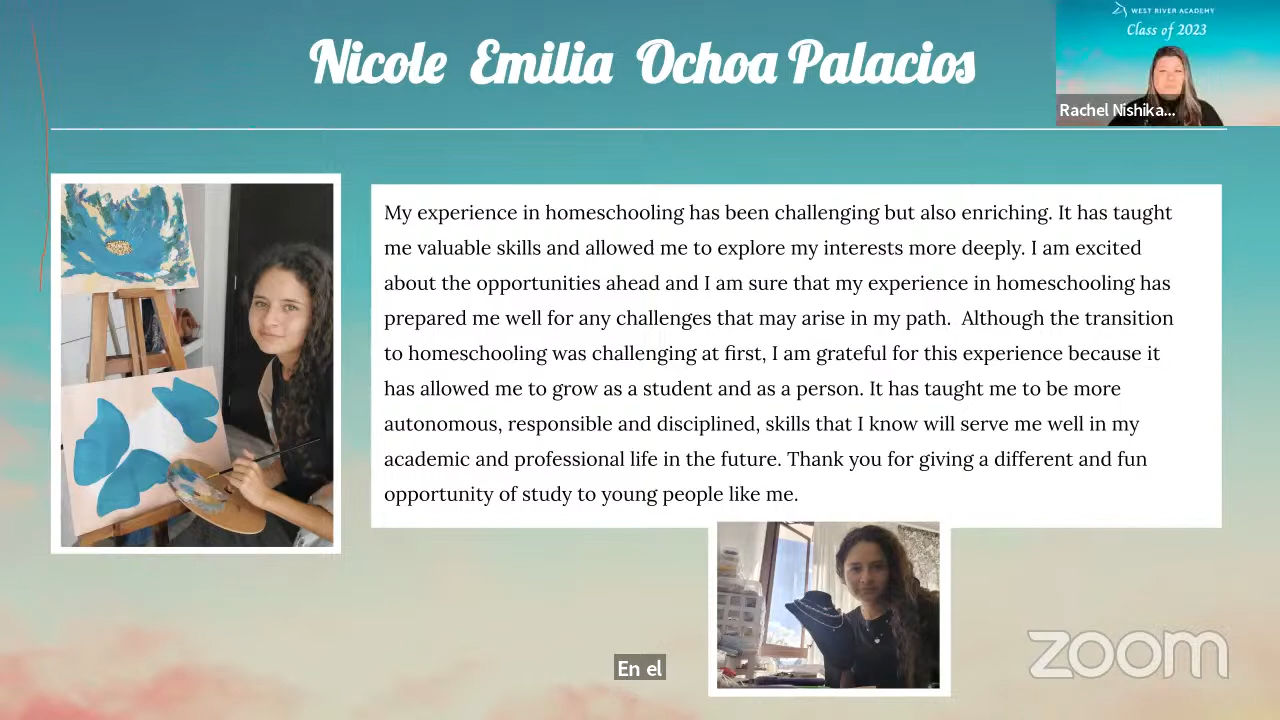 WEST RIVER ACADEMY
Class of 2023
Nicole Emilia Ochoa Palacios
Rachel Nishika...
My experience in homeschooling has been challenging but also enriching. It has taught
me valuable skills and allowed me to explore my interests more deeply. I am excited
about the opportunities ahead and I am sure that my experience in homeschooling has
prepared me well for any challenges that may arise in my path. Although the transition
to homeschooling was challenging at first, I am grateful for this experience because it
has allowed me to grow as a student and as a person. It has taught me to be more
autonomous, responsible and disciplined, skills that I know will serve me well in my
academic and professional life in the future. Thank you for giving a different and fun
opportunity of study to young people like me.
En el
zoom